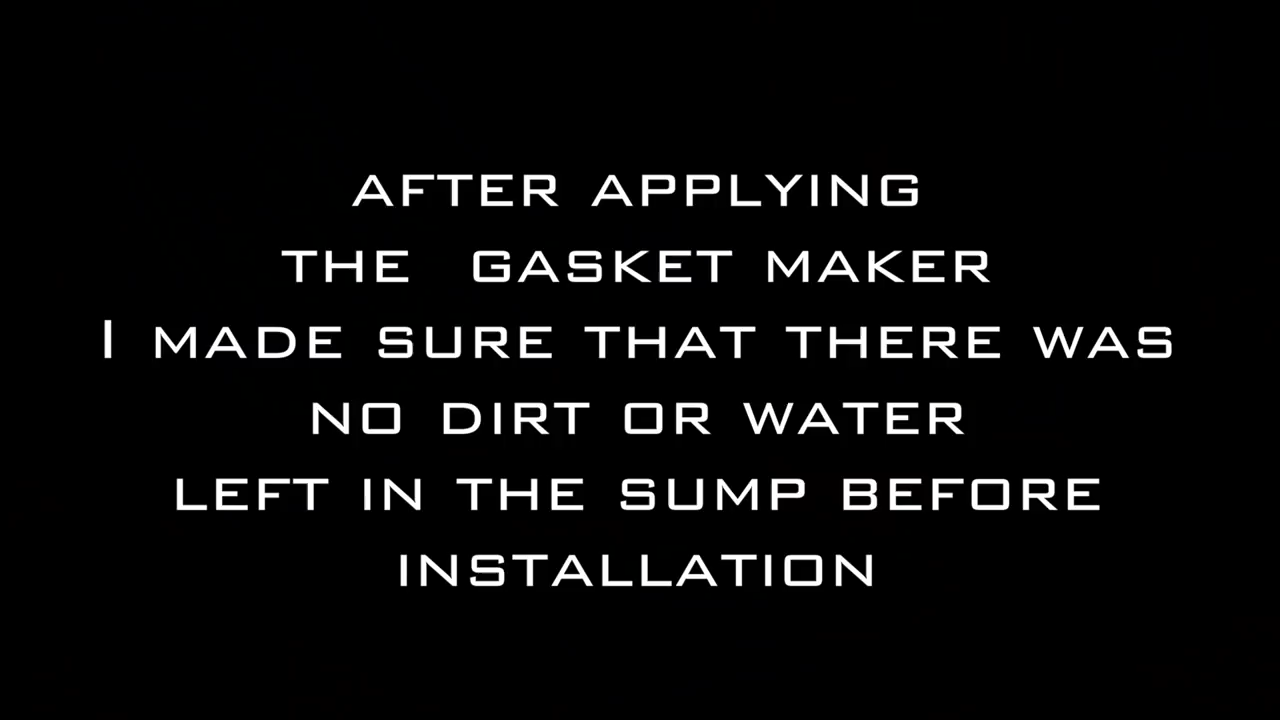 AFTER APPLYING
THE  GASKET MAKER
I MADE SURE THAT THERE WAS
NO DIRT OR WATER
LEFT IN THE SUMP BEFORE
INSTALLATION